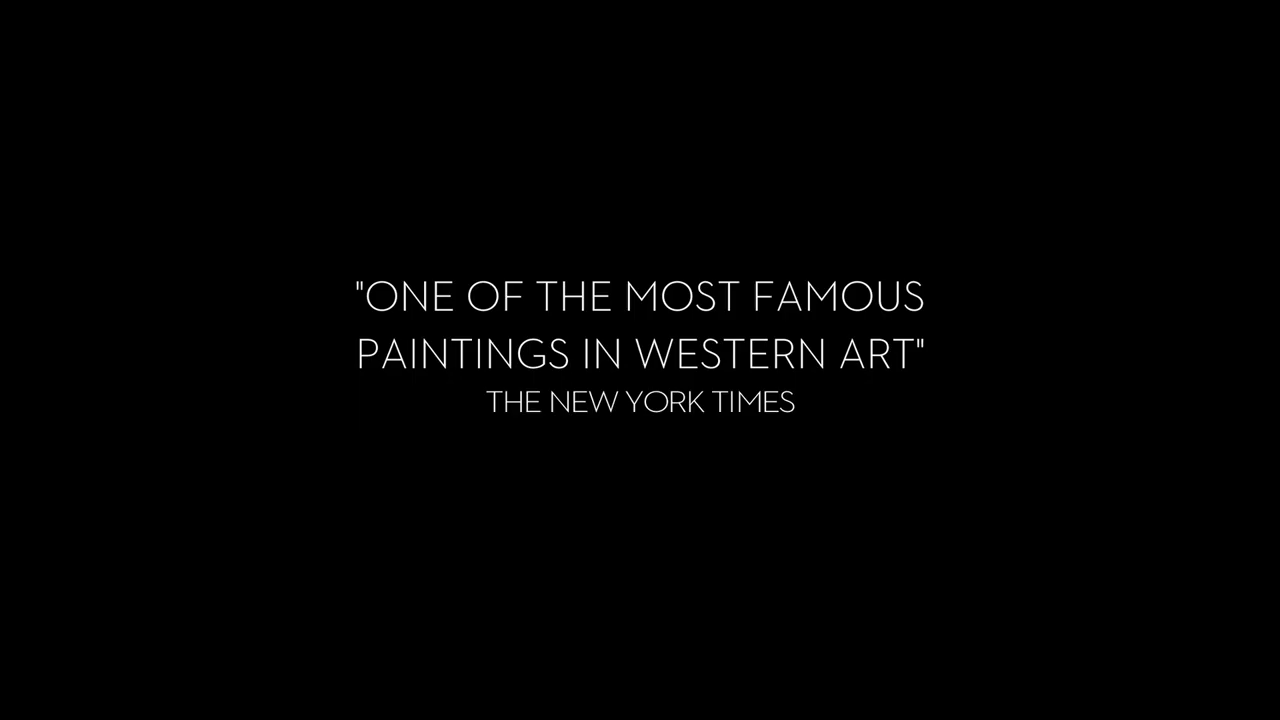 "ONE OF THE MOST FAMOUS
PAINTINGS IN WESTERN ART"
THE NEW YORK TIMES